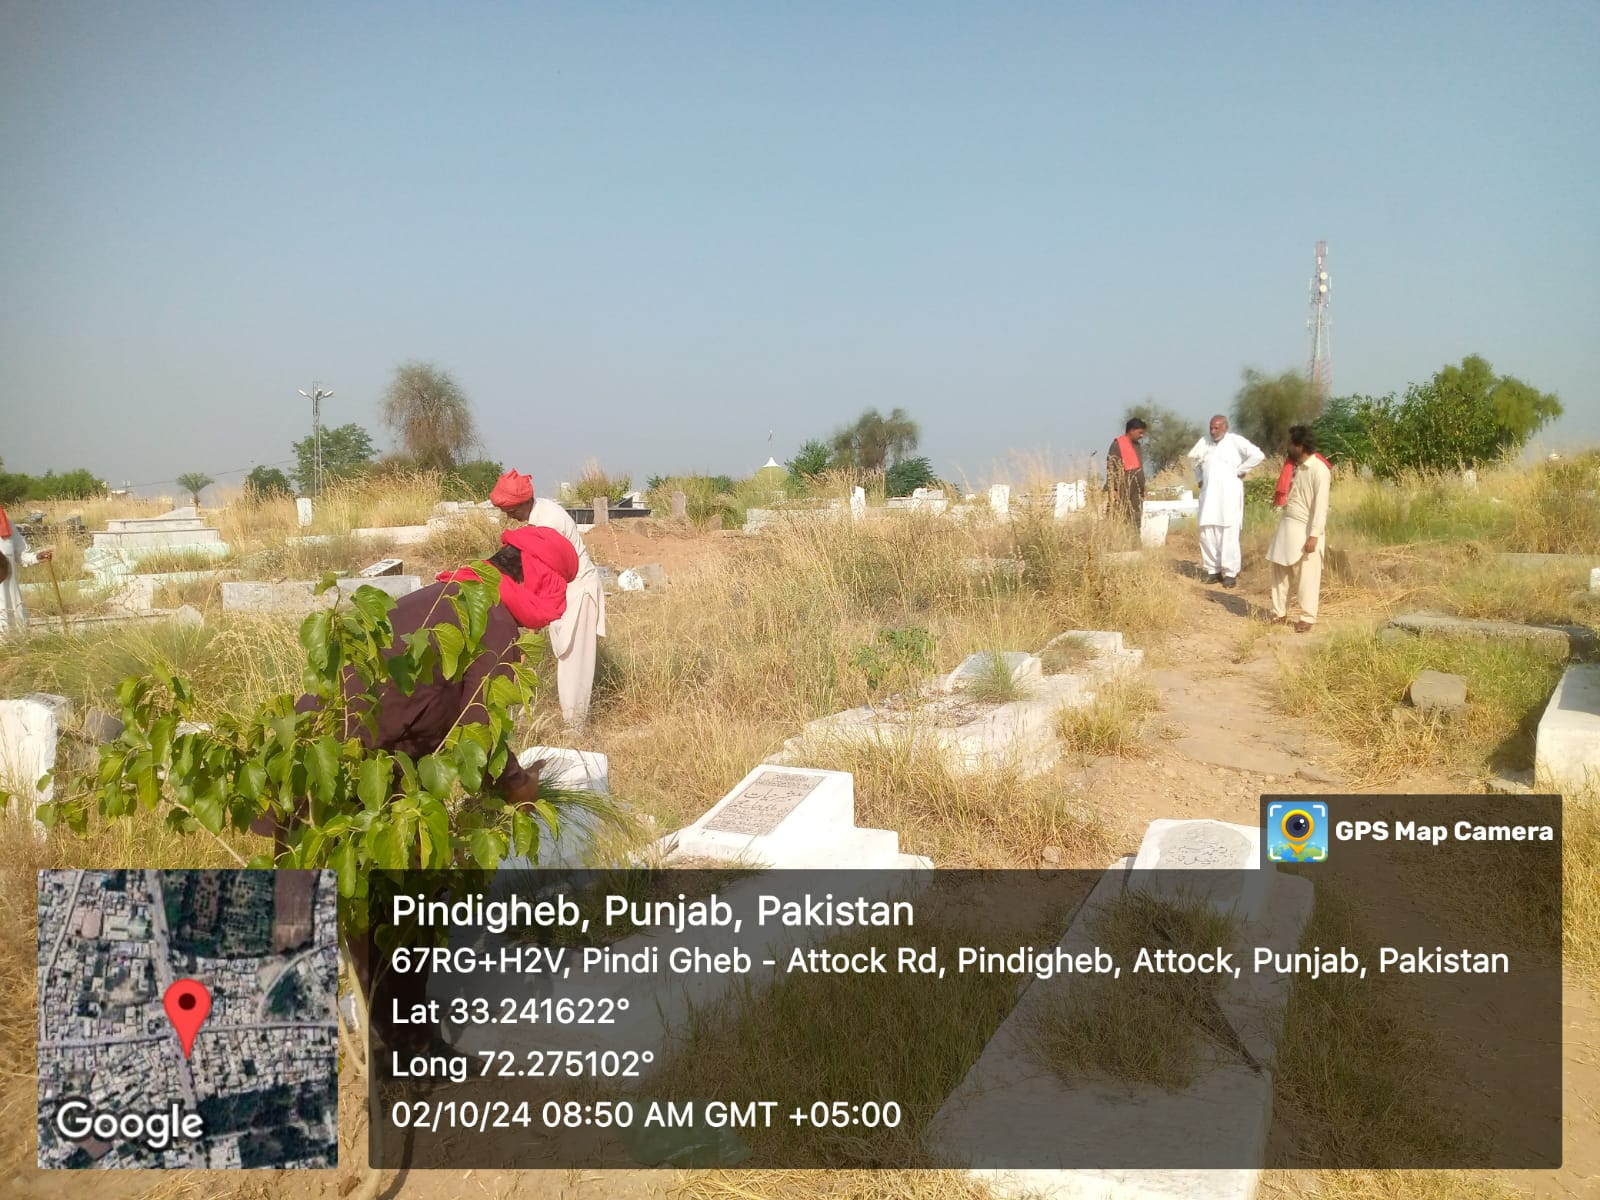 GPS Map Camera
Pindigheb, Punjab, Pakistan
67RG+H2V, Pindi Gheb - Attock Rd, Pindigheb, Attock, Punjab, Pakistan
Lat 33.241622°
Long 72.275102°
02/10/24 08:50 AM GMT +05:00
Google